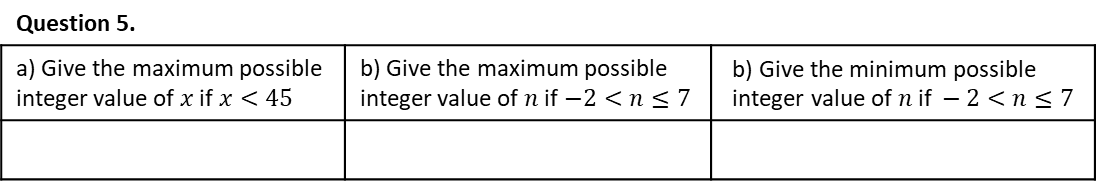 Question 5.
a) Give the maximum possible
integer value of x if x < 45
b) Give the maximum possible
integer value of n if −2 < n ≤ 7
b) Give the minimum possible
integer value of n if − 2 < n ≤ 7